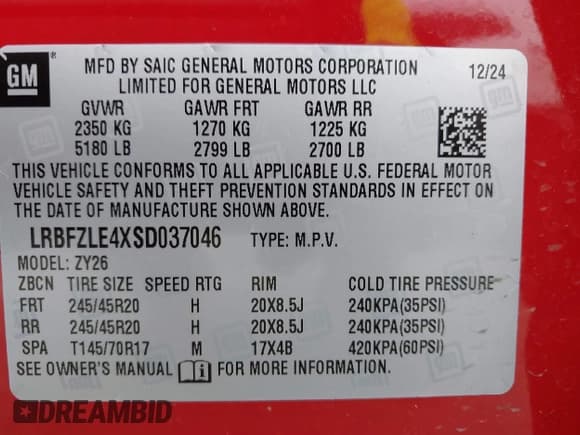 GM
MFD BY SAIC GENERAL MOTORS CORPORATION 12/24
LIMITED FOR GENERAL MOTORS LLC
GVWR GAWR FRT GAWR RR
2350 KG 1270 KG 1225 KG
5180 LB 2799 LB 2700 LB
THIS VEHICLE CONFORMS TO ALL APPLICABLE U.S. FEDERAL MOTOR
VEHICLE SAFETY AND THEFT PREVENTION STANDARDS IN EFFECT ON
THE DATE OF MANUFACTURE SHOWN ABOVE.
LRBFZLE4XSD037046 TYPE: M.P.V.
MODEL: ZY26
ZBCN TIRE SIZE SPEED RTG RIM COLD TIRE PRESSURE
FRT 245/45R20 H 20X8.5J 240KPA(35PSI)
RR 245/45R20 H 20X8.5J 240KPA(35PSI)
SPA T145/70R17 M 17X4B 420KPA(60PSI)
SEE OWNER'S MANUAL i FOR MORE INFORMATION.
DREAMBID